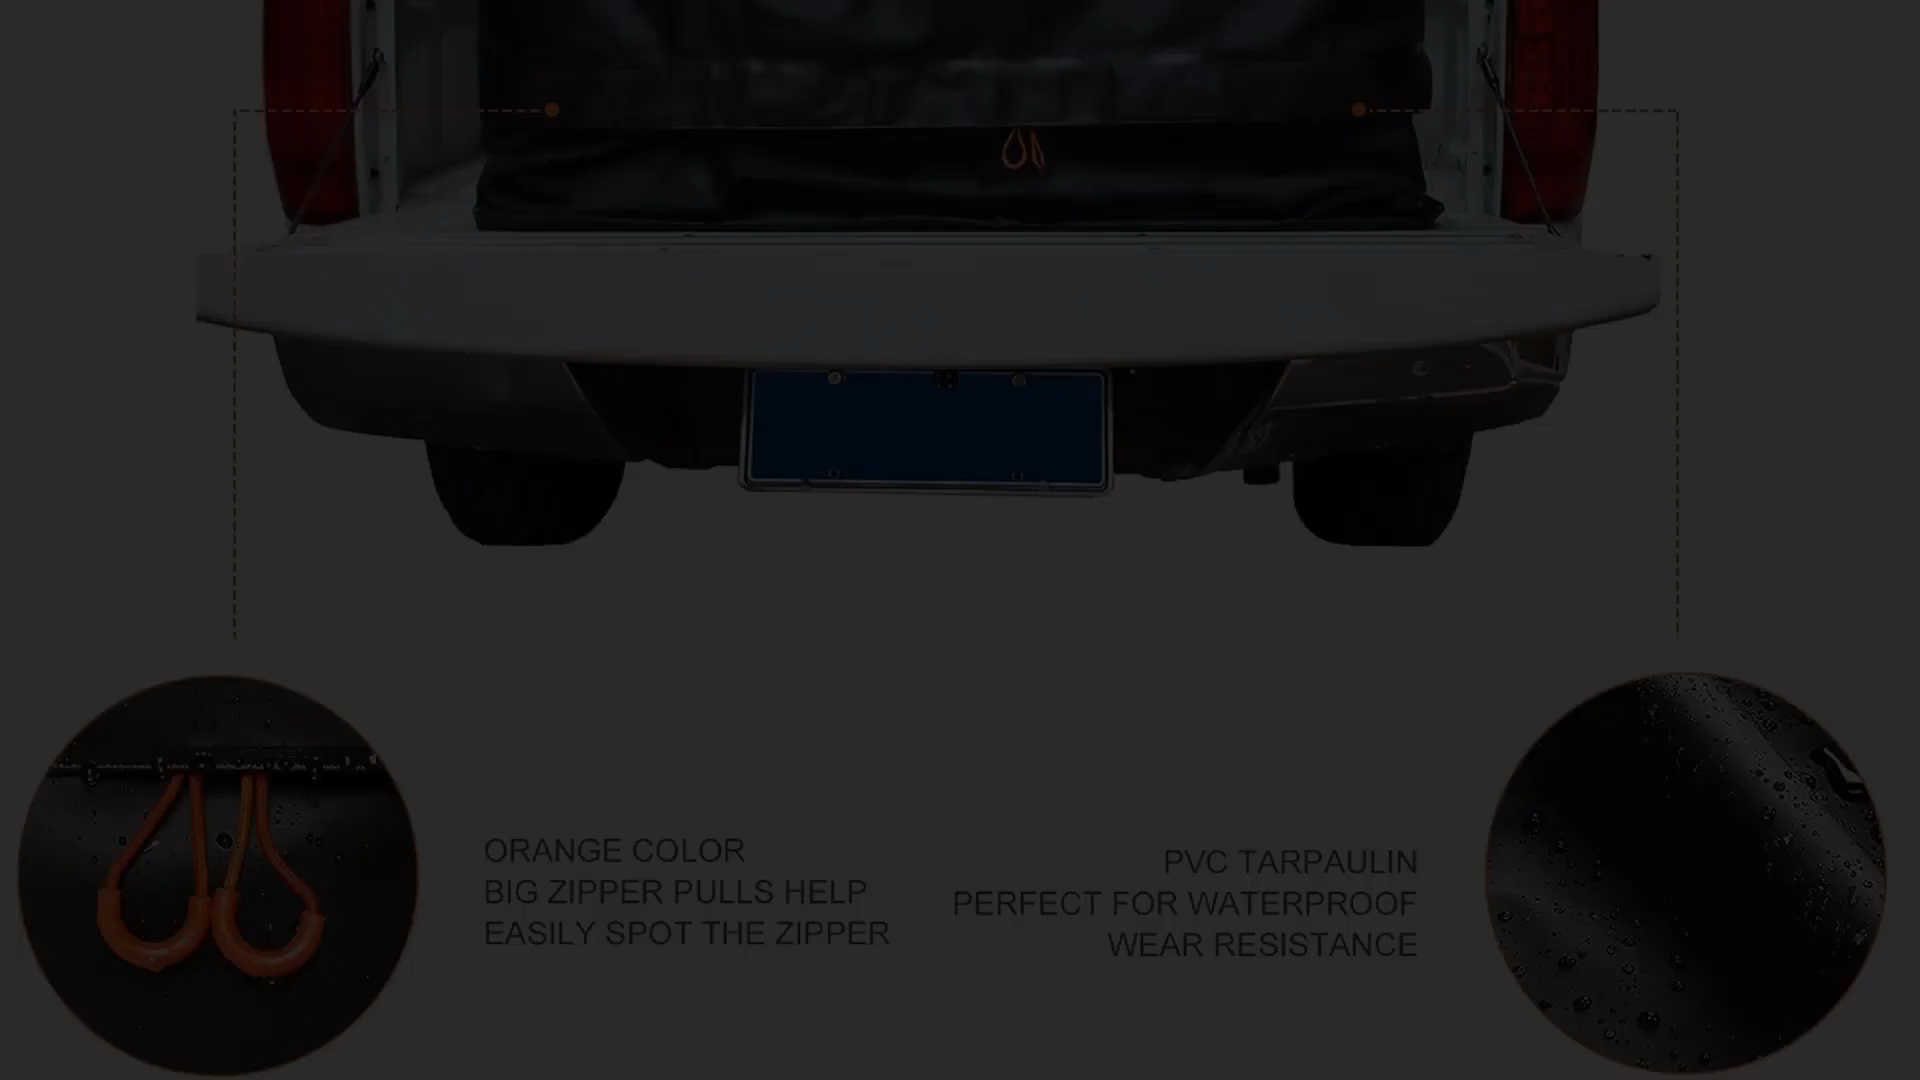 ORANGE COLOR
BIG ZIPPER PULLS HELP
EASILY SPOT THE ZIPPER
PVC TARPAULIN
PERFECT FOR WATERPROOF
WEAR RESISTANCE